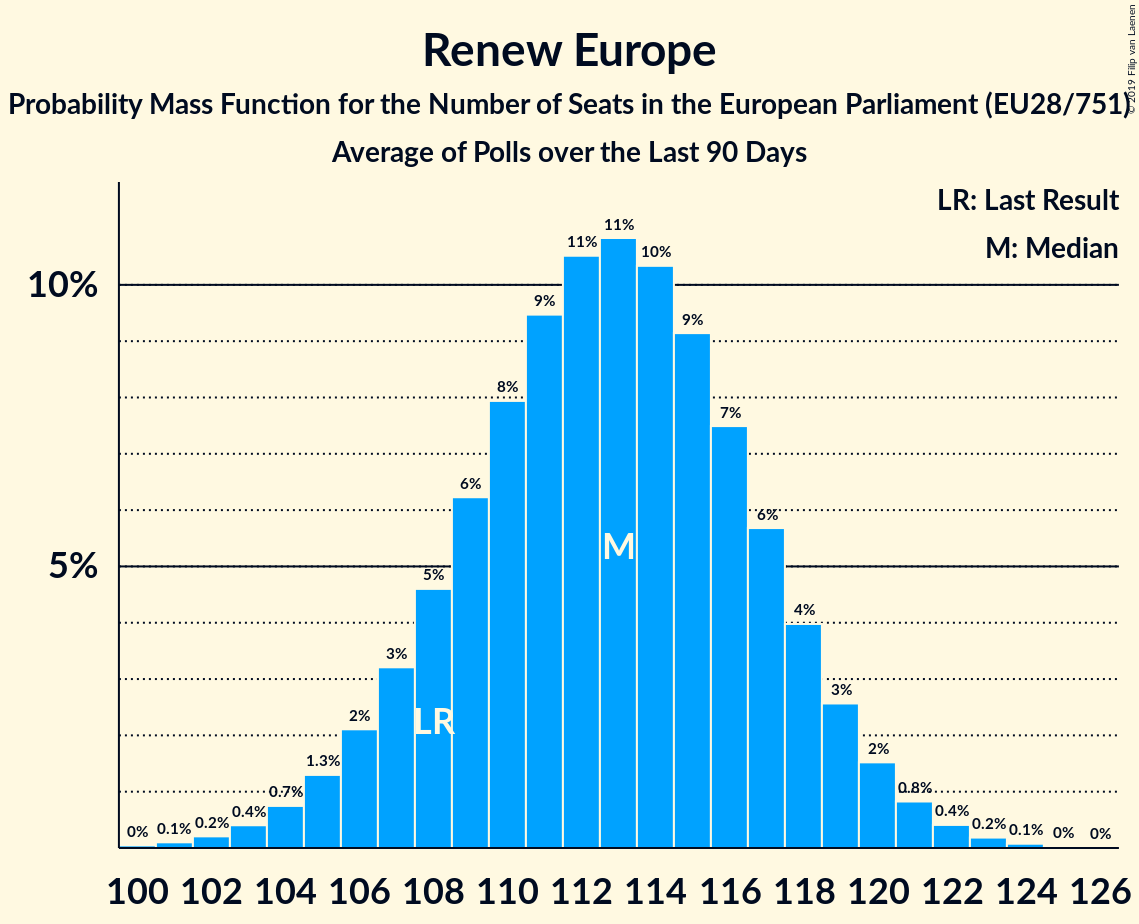 Renew Europe
Probability Mass Function for the Number of Seats in the European Parliament (EU28/751)
Average of Polls over the Last 90 Days
© 2019 Filip van Laenen
LR: Last Result
M: Median
10%
5%
0% 0.1% 0.2% 0.4% 0.7% 1.3% 2% 3% 5% 6% 8% 9% 11% 11% 10% 9% 7% 6% 4% 3% 2% 0.8% 0.4% 0.2% 0.1% 0% 0%
M
LR
100 102 104 106 108 110 112 114 116 118 120 122 124 126